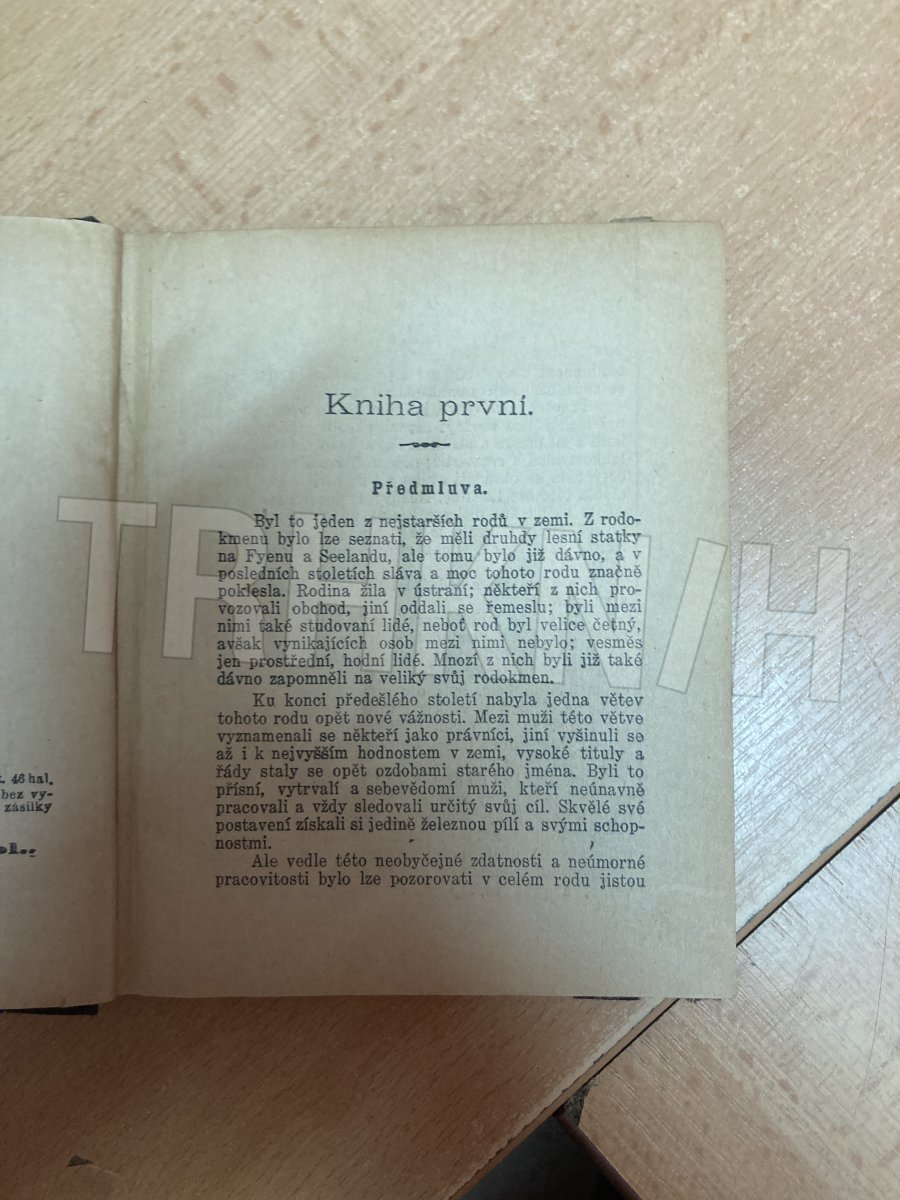 Kniha první.
Předmluva.
Byl to jeden z nejstarších rodů v zemi. Z rodo-
kmenu bylo lze seznati, že měli druhdy lesní statky
na Fyenu a Seelandu, ale tomu bylo již dávno, a v
posledních stoletích sláva a moc tohoto rodu značně
poklesla. Rodina žila v ústraní; někteří z nich pro-
vozovali obchod, jiní oddali se řemeslu; byli mezi
nimi také studovaní lidé, neboť rod byl velice četný,
avšak vynikajících osob mezi nimi nebylo; vesměs
jen prostřední, hodní lidé. Mnozí z nich byli již také
dávno zapomněli na veliký svůj rodokmen.
Ku konci předešlého století nabyla jedna větev
tohoto rodu opět nové vážnosti. Mezi muži této větve
vyznamenali se někteří jako právníci, jiní vyšinuli se
až i k nejvyšším hodnostem v zemi, vysoké tituly a
řády staly se opět ozdobami starého jména. Byli to
přísní, vytrvalí a sebevědomí muži, kteří neúnavně
pracovali a vždy sledovali určitý svůj cíl. Skvělé své
postavení získali si jedině železnou pílí a svými schop-
nostmi.
Ale vedle této neobyčejné zdatnosti a neúmorné
pracovitosti bylo lze pozorovati v celém rodu jistou
46 hal.
bez vy-
zásilky